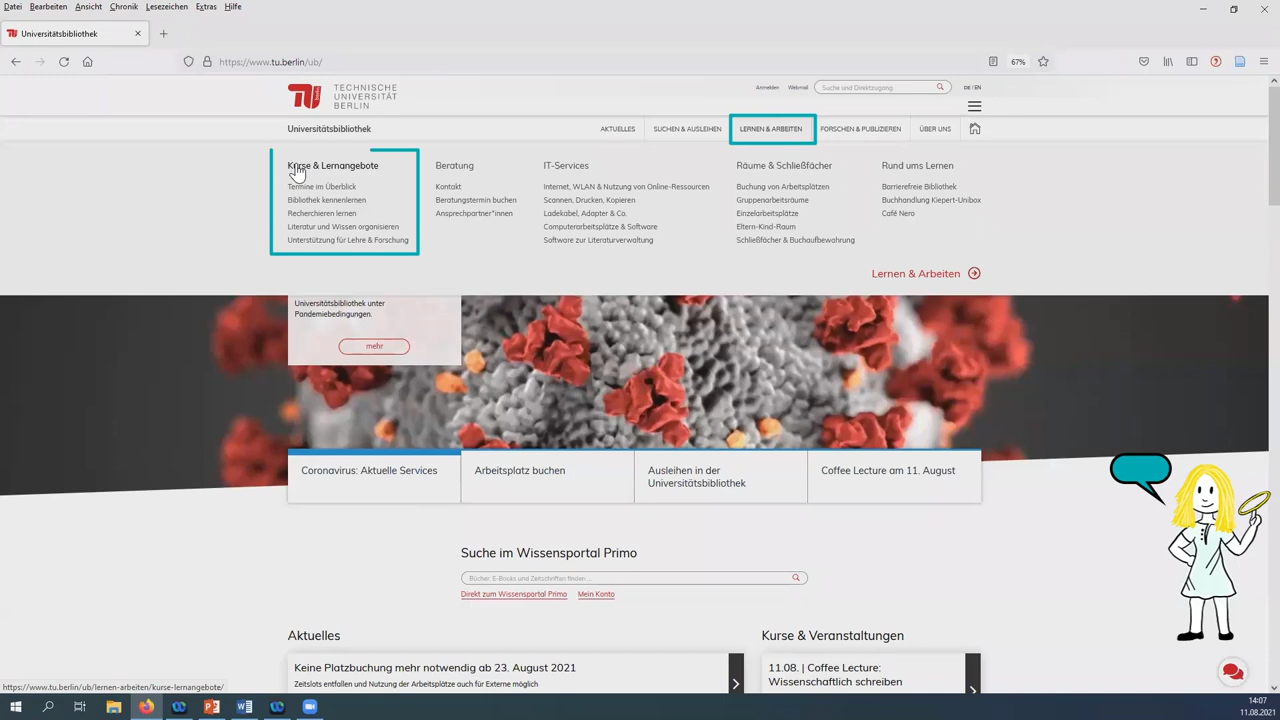 Datei Bearbeiten Ansicht Chronik Lesezeichen Extras Hilfe
Universitätsbibliothek
https://www.tu.berlin/ub/
67%
TECHNISCHE
UNIVERSITÄT
BERLIN
Anmelden Webmail Suche und Direktzugang DE / EN
Universitätsbibliothek AKTUELLES SUCHEN & AUSLEIHEN LERNEN & ARBEITEN FORSCHEN & PUBLIZIEREN ÜBER UNS
Kurse & Lernangebote
Termine im Überblick
Bibliothek kennenlernen
Recherchieren lernen
Literatur und Wissen organisieren
Unterstützung für Lehre & Forschung
Beratung
Kontakt
Beratungstermin buchen
Ansprechpartner*innen
IT-Services
Internet, WLAN & Nutzung von Online-Ressourcen
Scannen, Drucken, Kopieren
Ladekabel, Adapter & Co.
Computerarbeitsplätze & Software
Software zur Literaturverwaltung
Räume & Schließfächer
Buchung von Arbeitsplätzen
Gruppenarbeitsräume
Einzelarbeitsplätze
Eltern-Kind-Raum
Schließfächer & Buchaufbewahrung
Rund ums Lernen
Barrierefreie Bibliothek
Buchhandlung Kiepert-Unibox
Café Nero
Lernen & Arbeiten
Universitätsbibliothek unter
Pandemiebedingungen.
mehr
Coronavirus: Aktuelle Services
Arbeitsplatz buchen
Ausleihen in der
Universitätsbibliothek
Coffee Lecture am 11. August
Suche im Wissensportal Primo
Bücher, E-Books und Zeitschriften finden ...
Direkt zum Wissensportal Primo Mein Konto
Aktuelles
Keine Platzbuchung mehr notwendig ab 23. August 2021
Zeitslots entfallen und Nutzung der Arbeitsplätze auch für Externe möglich
Kurse & Veranstaltungen
11.08. | Coffee Lecture:
Wissenschaftlich schreiben
https://www.tu.berlin/ub/lernen-arbeiten/kurse-lernangebote/
14:07
11.08.2021